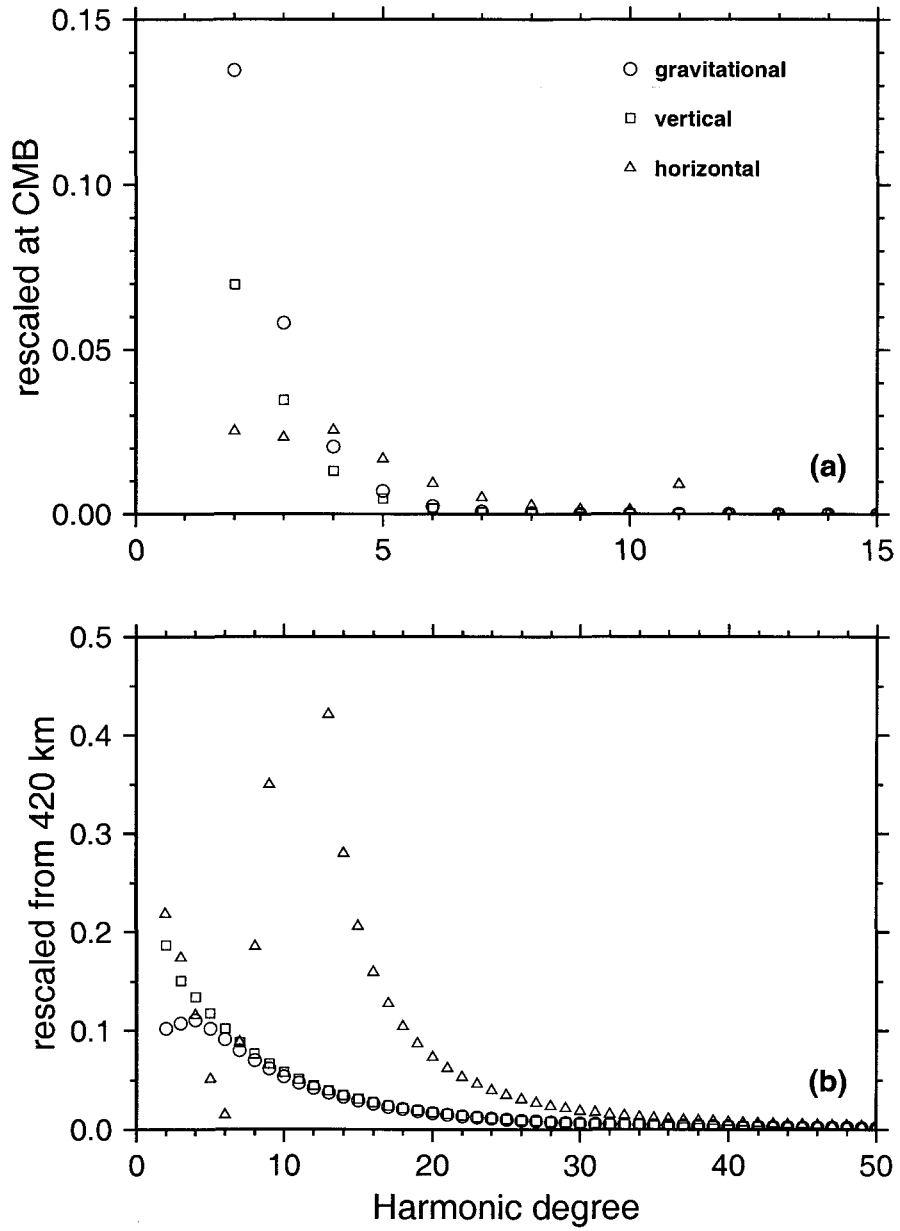 0.15
0.10
0.05
0.00
rescaled at CMB
gravitational
vertical
horizontal
(a)
0 5 10 15
0.5
0.4
0.3
0.2
0.1
0.0
rescaled from 420 km
(b)
0 10 20 30 40 50
Harmonic degree